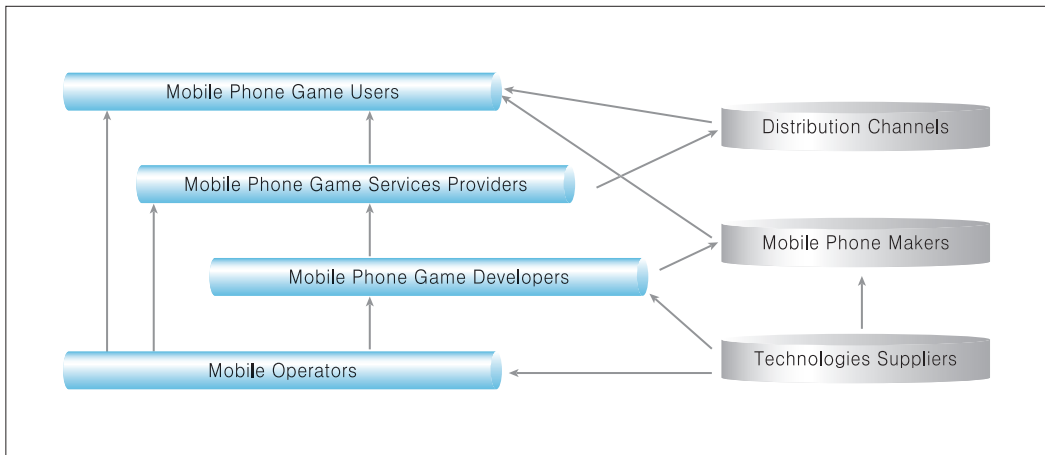 Mobile Phone Game Users
Distribution Channels
Mobile Phone Game Services Providers
Mobile Phone Makers
Mobile Phone Game Developers
Technologies Suppliers
Mobile Operators